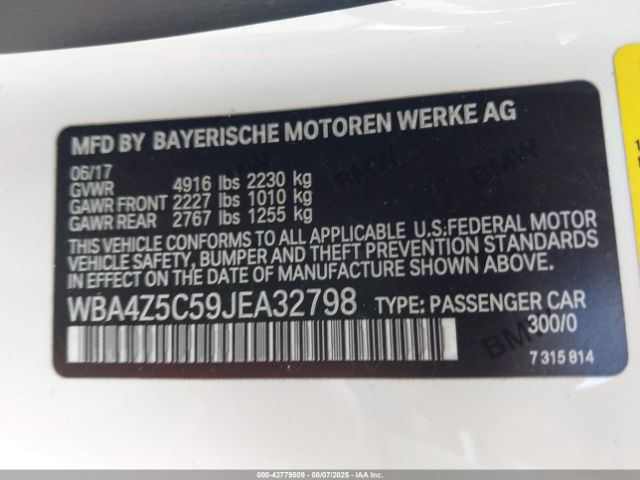 MFD BY BAYERISCHE MOTOREN WERKE AG
06/17
GVWR 4916 lbs 2230 kg
GAWR FRONT 2227 lbs 1010 kg
GAWR REAR 2767 lbs 1255 kg
THIS VEHICLE CONFORMS TO ALL APPLICABLE U.S.FEDERAL MOTOR
VEHICLE SAFETY, BUMPER AND THEFT PREVENTION STANDARDS
IN EFFECT ON THE DATE OF MANUFACTURE SHOWN ABOVE.
WBA4Z5C59JEA32798 TYPE: PASSENGER CAR
300/0
7 315 814
000-42779509 - 08/07/2025 - IAAI.com